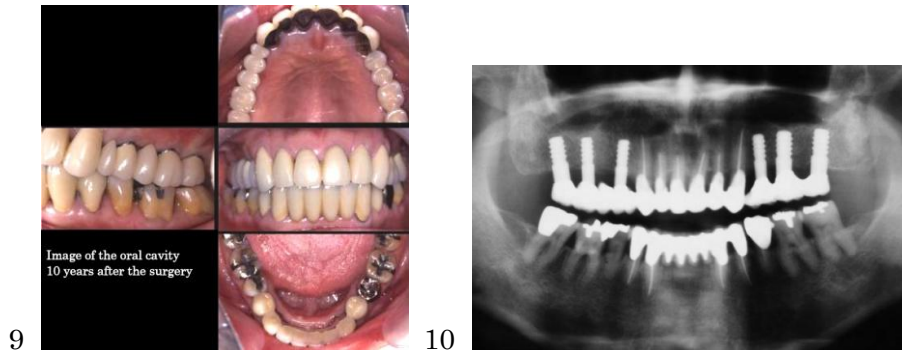 Image of the oral cavity
10 years after the surgery
9
10